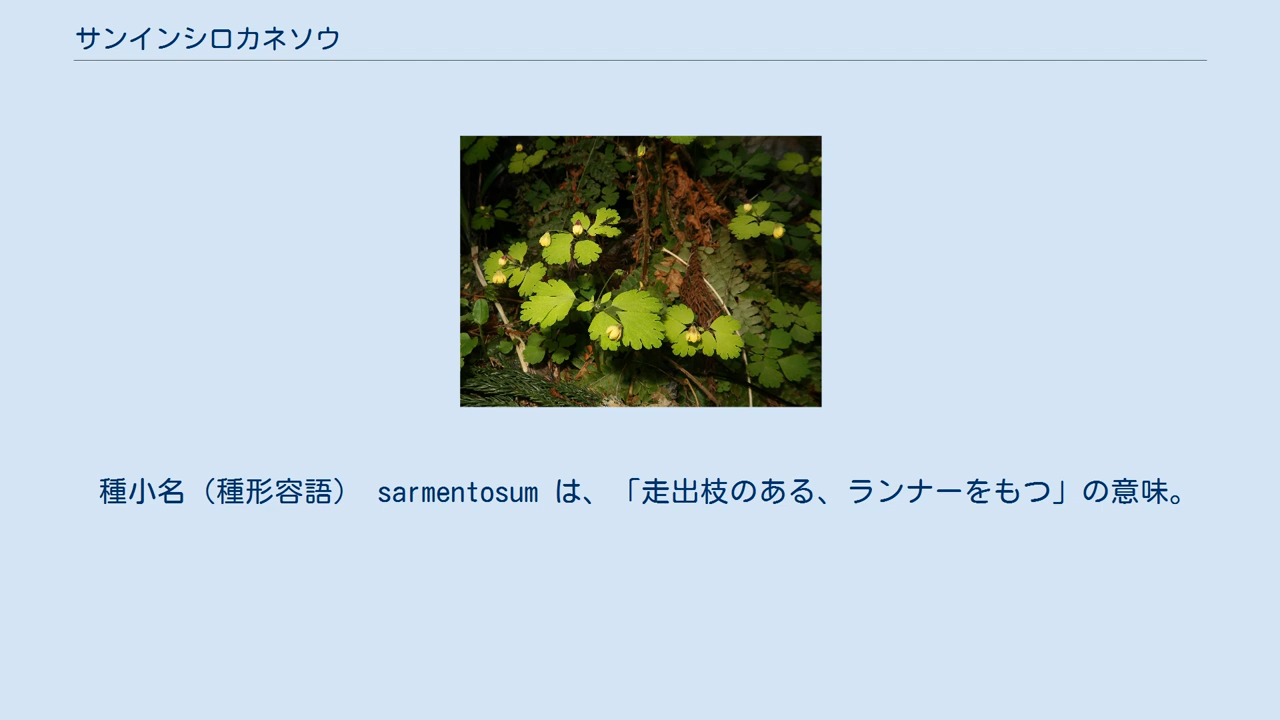 サンインシロカネソウ
種小名（種形容語） sarmentosum は、「走出枝のある、ランナーをもつ」の意味。